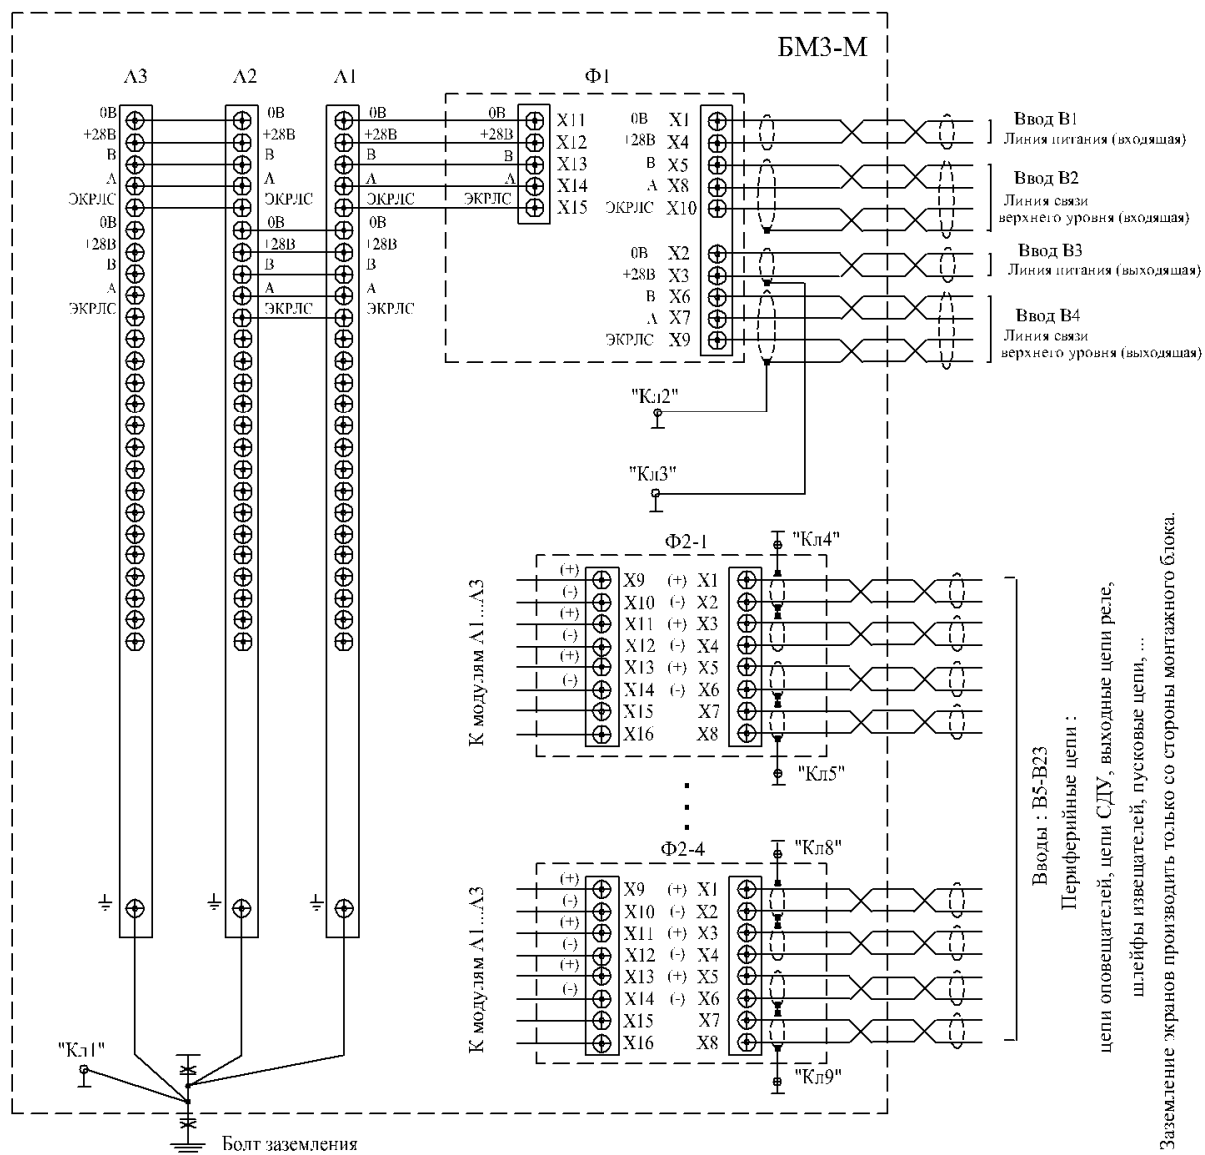 БМ3-М
А3
А2
А1
Ф1
0В
+28В
В
А
ЭКРЛС
0В
+28В
В
А
ЭКРЛС
0В
+28В
В
А
ЭКРЛС
0В
+28В
В
А
ЭКРЛС
0В
+28В
В
А
ЭКРЛС
0В
+28В
В
А
ЭКРЛС
0В X11
+28В X12
В X13
А X14
ЭКРЛС X15
0В X1
+28В X4
В X5
А X8
ЭКРЛС X10
0В X2
+28В X3
В X6
А X7
ЭКРЛС X9
Ввод В1
Линия питания (входящая)
Ввод В2
Линия связи
верхнего уровня (входящая)
Ввод В3
Линия питания (выходящая)
Ввод В4
Линия связи
верхнего уровня (выходящая)
"Кл2"
"Кл3"
Ф2-1
"Кл4"
К модулям А1...А3
(+) X9 (+) X1
(-) X10 (-) X2
(+) X11 (+) X3
(-) X12 (-) X4
(+) X13 (+) X5
(-) X14 (-) X6
X15 X7
X16 X8
"Кл5"
Ф2-4
"Кл8"
К модулям А1...А3
(+) X9 (+) X1
(-) X10 (-) X2
(+) X11 (+) X3
(-) X12 (-) X4
(+) X13 (+) X5
(-) X14 (-) X6
X15 X7
X16 X8
"Кл9"
Вводы : В5-В23
Периферийные цепи :
цепи оповещателей, цепи СДУ, выходные цепи реле,
шлейфы извещателей, пусковые цепи, ...
Заземление экранов производить только со стороны монтажного блока.
"Кл1"
Болт заземления